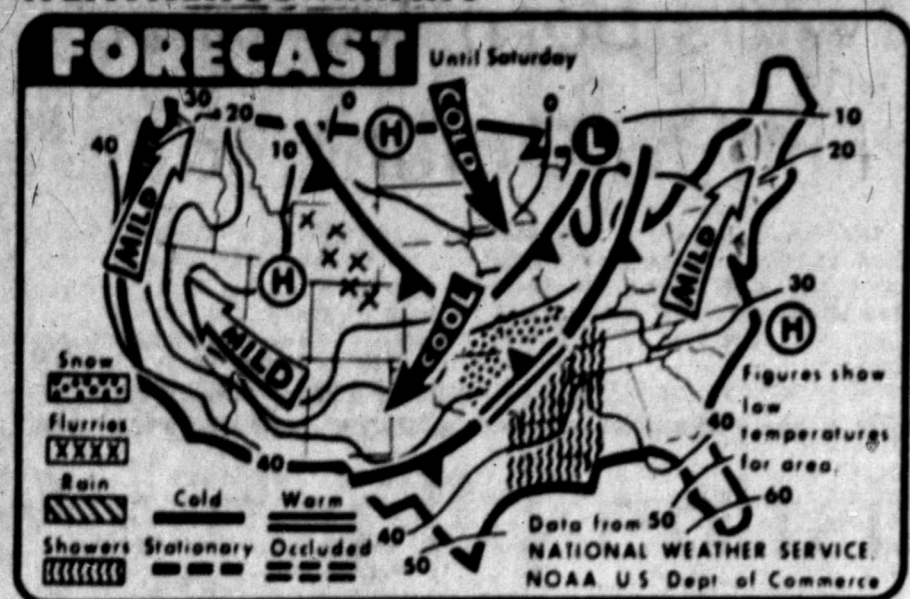 FORECAST
Until Saturday
30
20
0
0
40
10
H
COLD
L
10
20
MILD
H
MILD
30
H
COOL
MILD
Snow
Flurries
Rain
Showers
40
Cold
Warm
Stationary
Occluded
Figures show
low
40
temperatures
for area.
60
40
50
Data from 50
NATIONAL WEATHER SERVICE.
NOAA U S Dept of Commerce